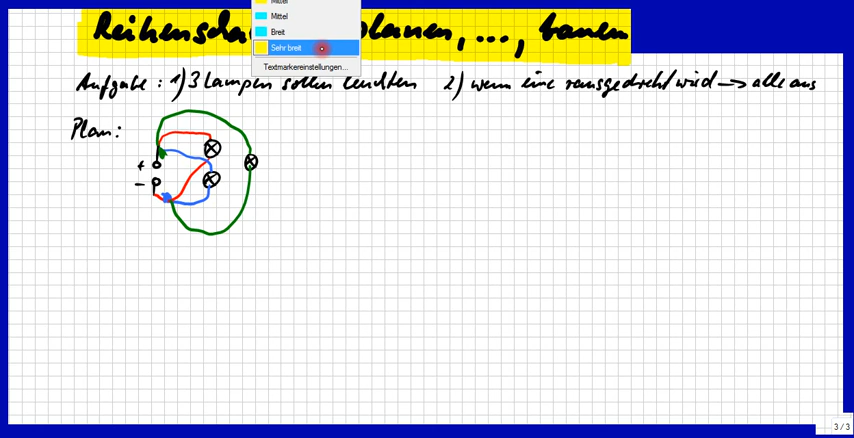 Reihenscha planen, ..., bauen
Mittel
Mittel
Breit
Sehr breit
Textmarkereinstellungen...
Aufgabe: 1) 3 Lampen sollen leuchten 2) wenn eine rausgedreht wird → alle aus
Plan:
+
-
3 / 3